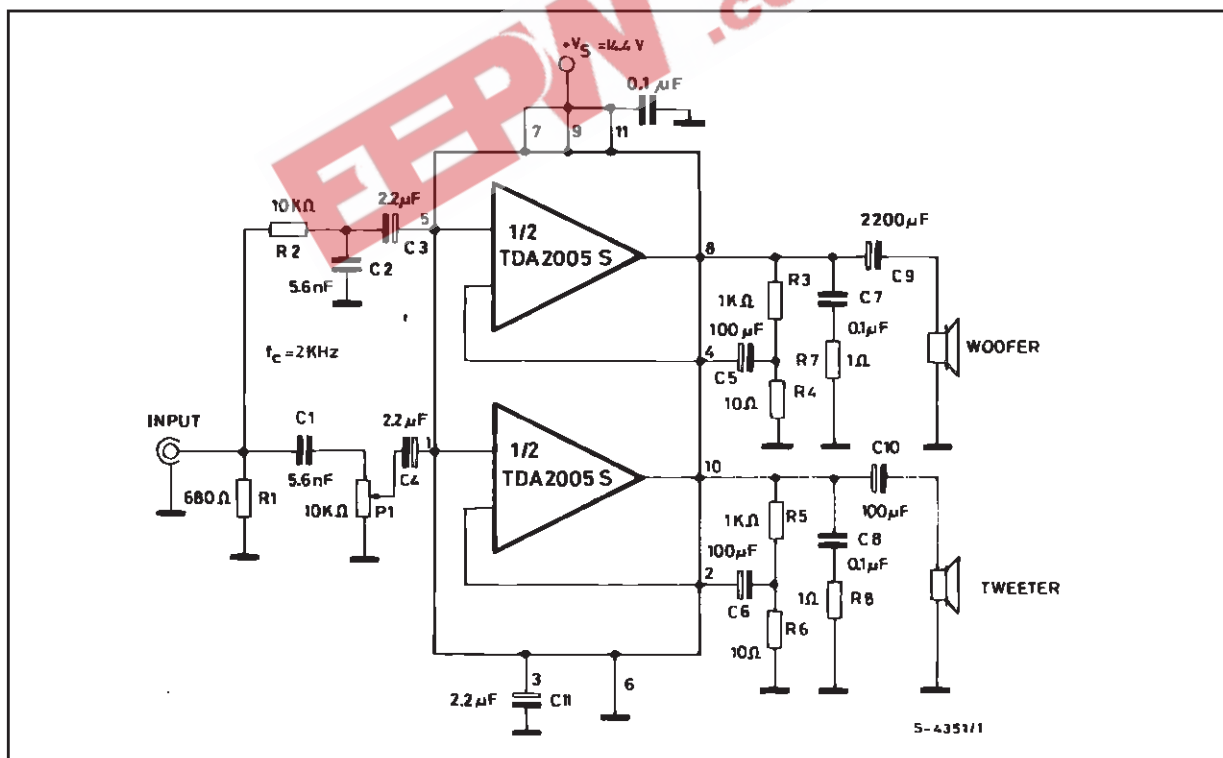 EEPW .co
+VS =14.4 V
0.1 µF
7 9 11
10KΩ
R2
2.2µF
5
C3
C2
5.6nF
1/2
TDA2005 S
8
2200µF
C9
R3
1KΩ
C7
0.1µF
100µF
4
C5
R7
1Ω
10Ω
R4
WOOFER
fc =2KHz
INPUT
C1
5.6nF
2.2µF
1
C4
680Ω
R1
10KΩ
P1
1/2
TDA2005 S
10
C10
100µF
1KΩ
R5
C8
0.1µF
100µF
2
C6
1Ω
R8
10Ω
R6
TWEETER
3
2.2µF
C11
6
S-4351/1